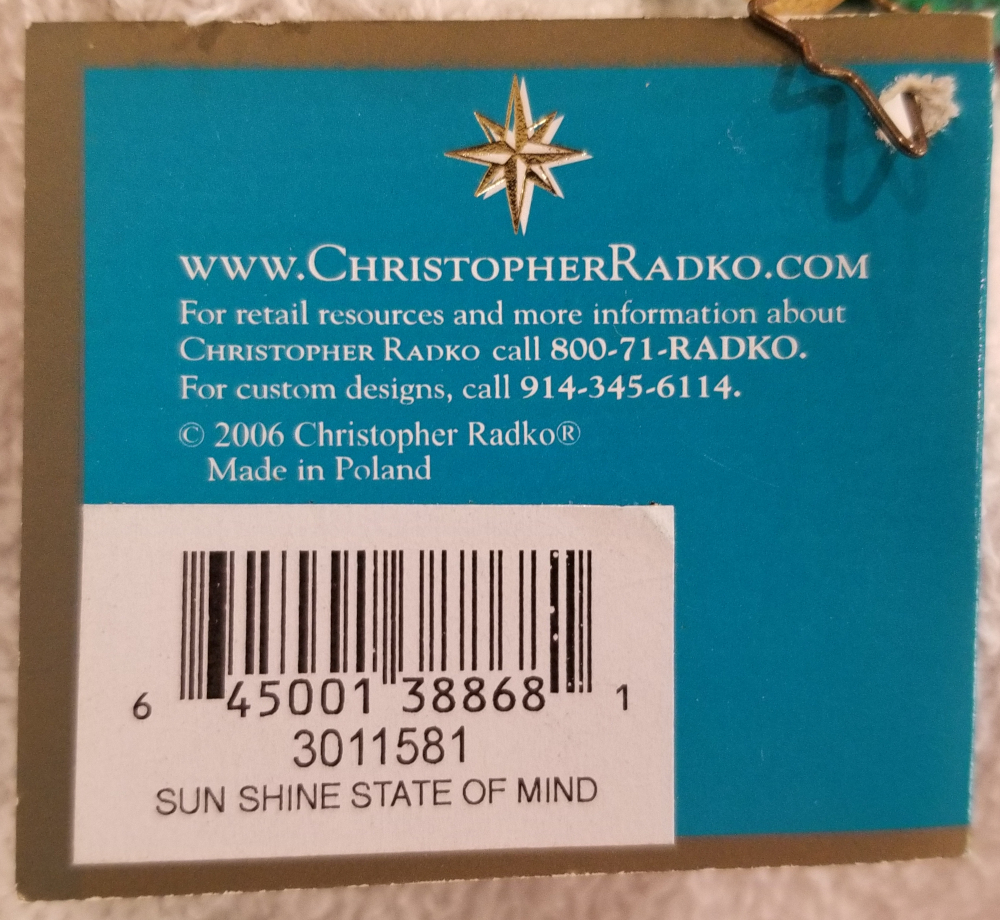 www.ChristopherRadko.com
For retail resources and more information about
Christopher Radko call 800-71-RADKO.
For custom designs, call 914-345-6114.
© 2006 Christopher Radko®
Made in Poland
6 45001 38868 1
3011581
SUN SHINE STATE OF MIND